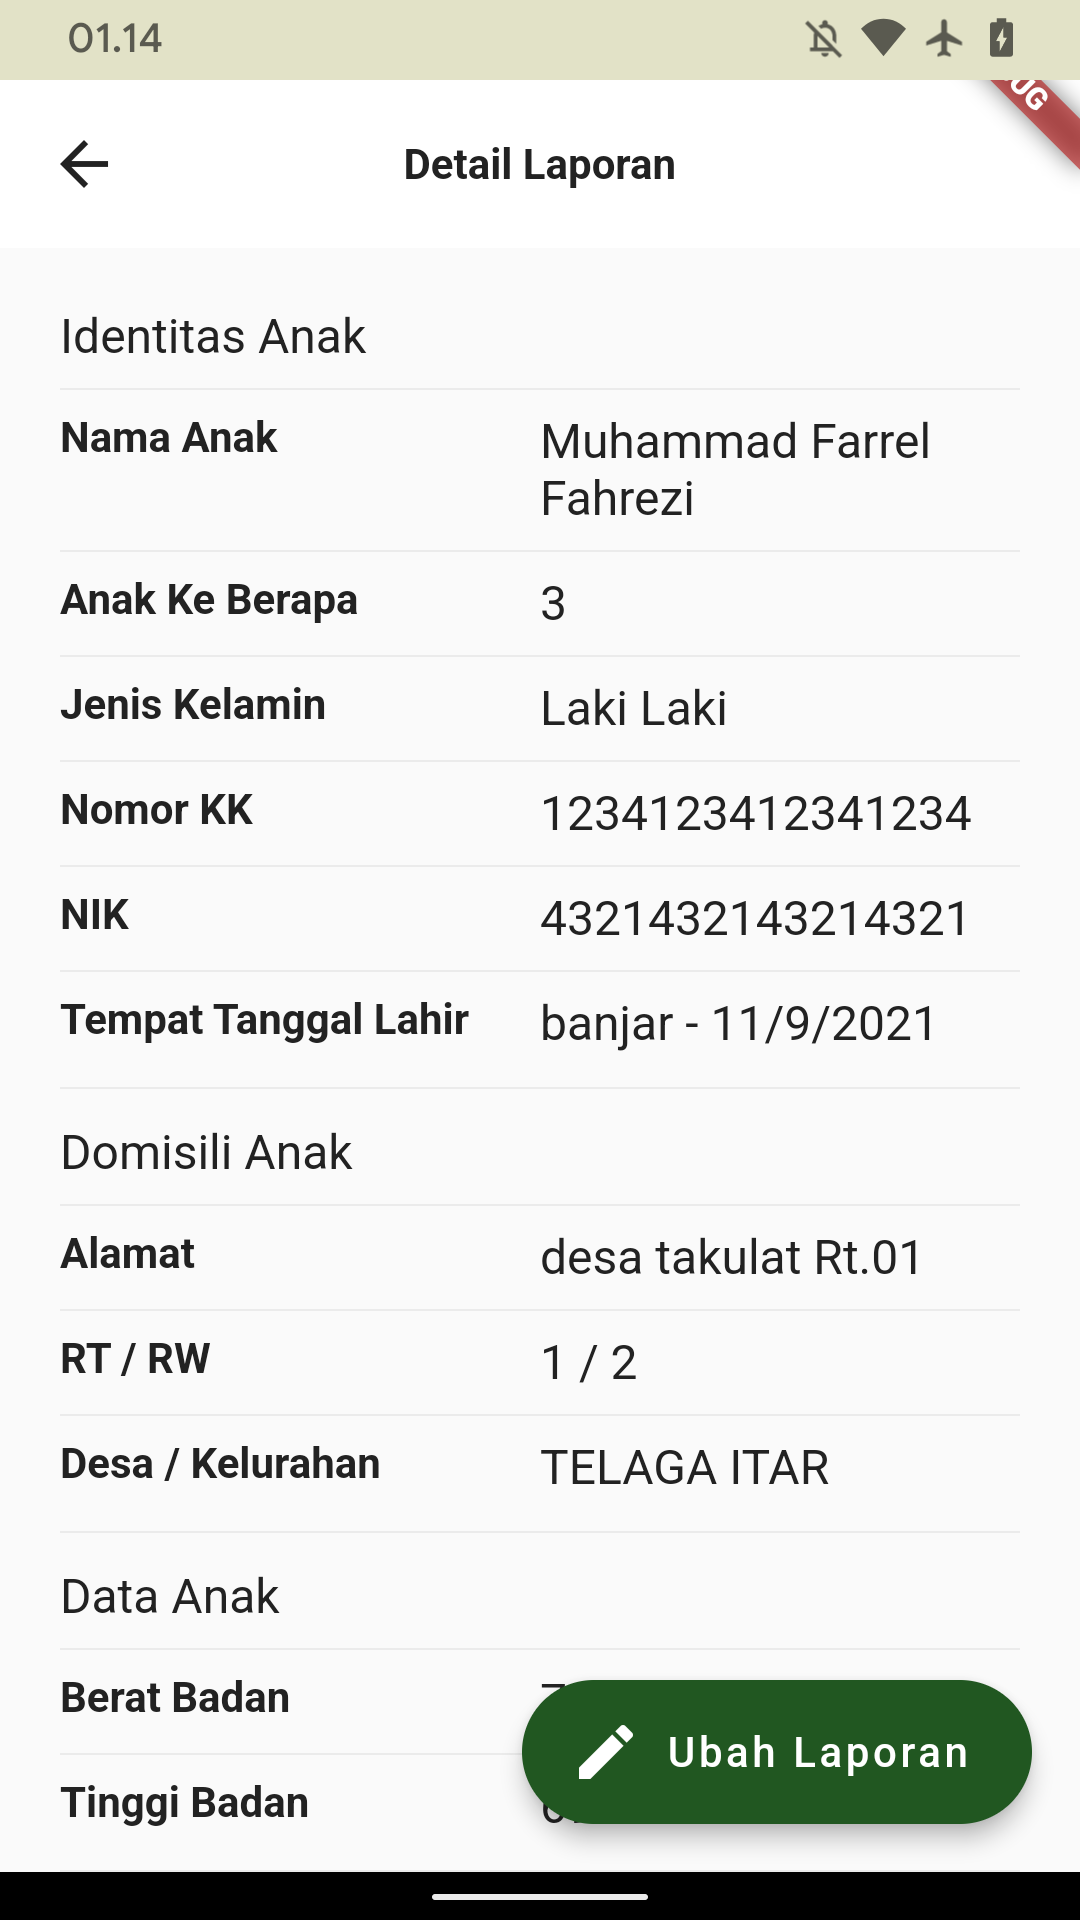 01.14
UG
Detail Laporan
Identitas Anak
Nama Anak
Muhammad Farrel
Fahrezi
Anak Ke Berapa
3
Jenis Kelamin
Laki Laki
Nomor KK
1234123412341234
NIK
4321432143214321
Tempat Tanggal Lahir
banjar - 11/9/2021
Domisili Anak
Alamat
desa takulat Rt.01
RT / RW
1 / 2
Desa / Kelurahan
TELAGA ITAR
Data Anak
Berat Badan
Ubah Laporan
Tinggi Badan